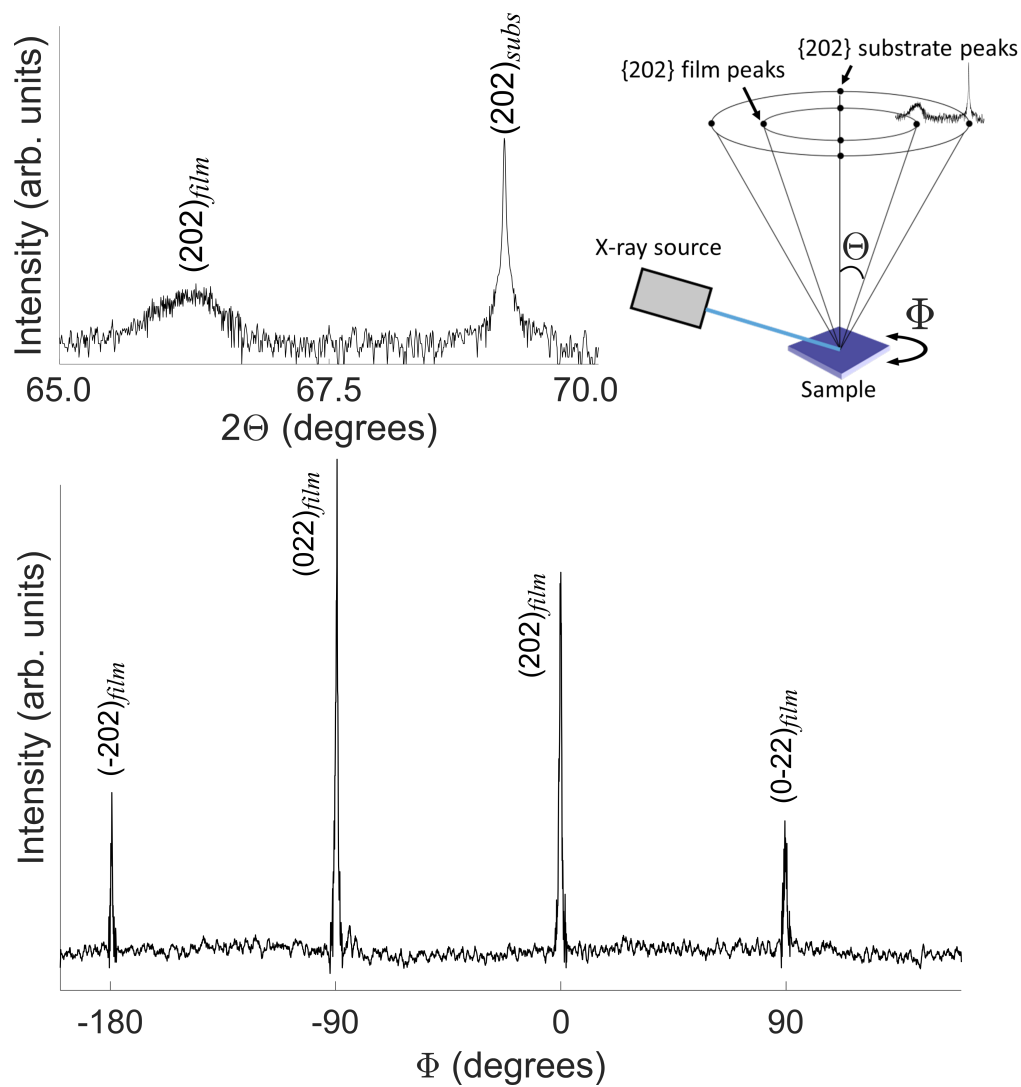 Intensity (arb. units)
(202)film
(202)subs
65.0
67.5
70.0
2Θ (degrees)
{202} substrate peaks
{202} film peaks
X-ray source
Θ
Φ
Sample
Intensity (arb. units)
(-202)film
(022)film
(202)film
(0-22)film
-180
-90
0
90
Φ (degrees)